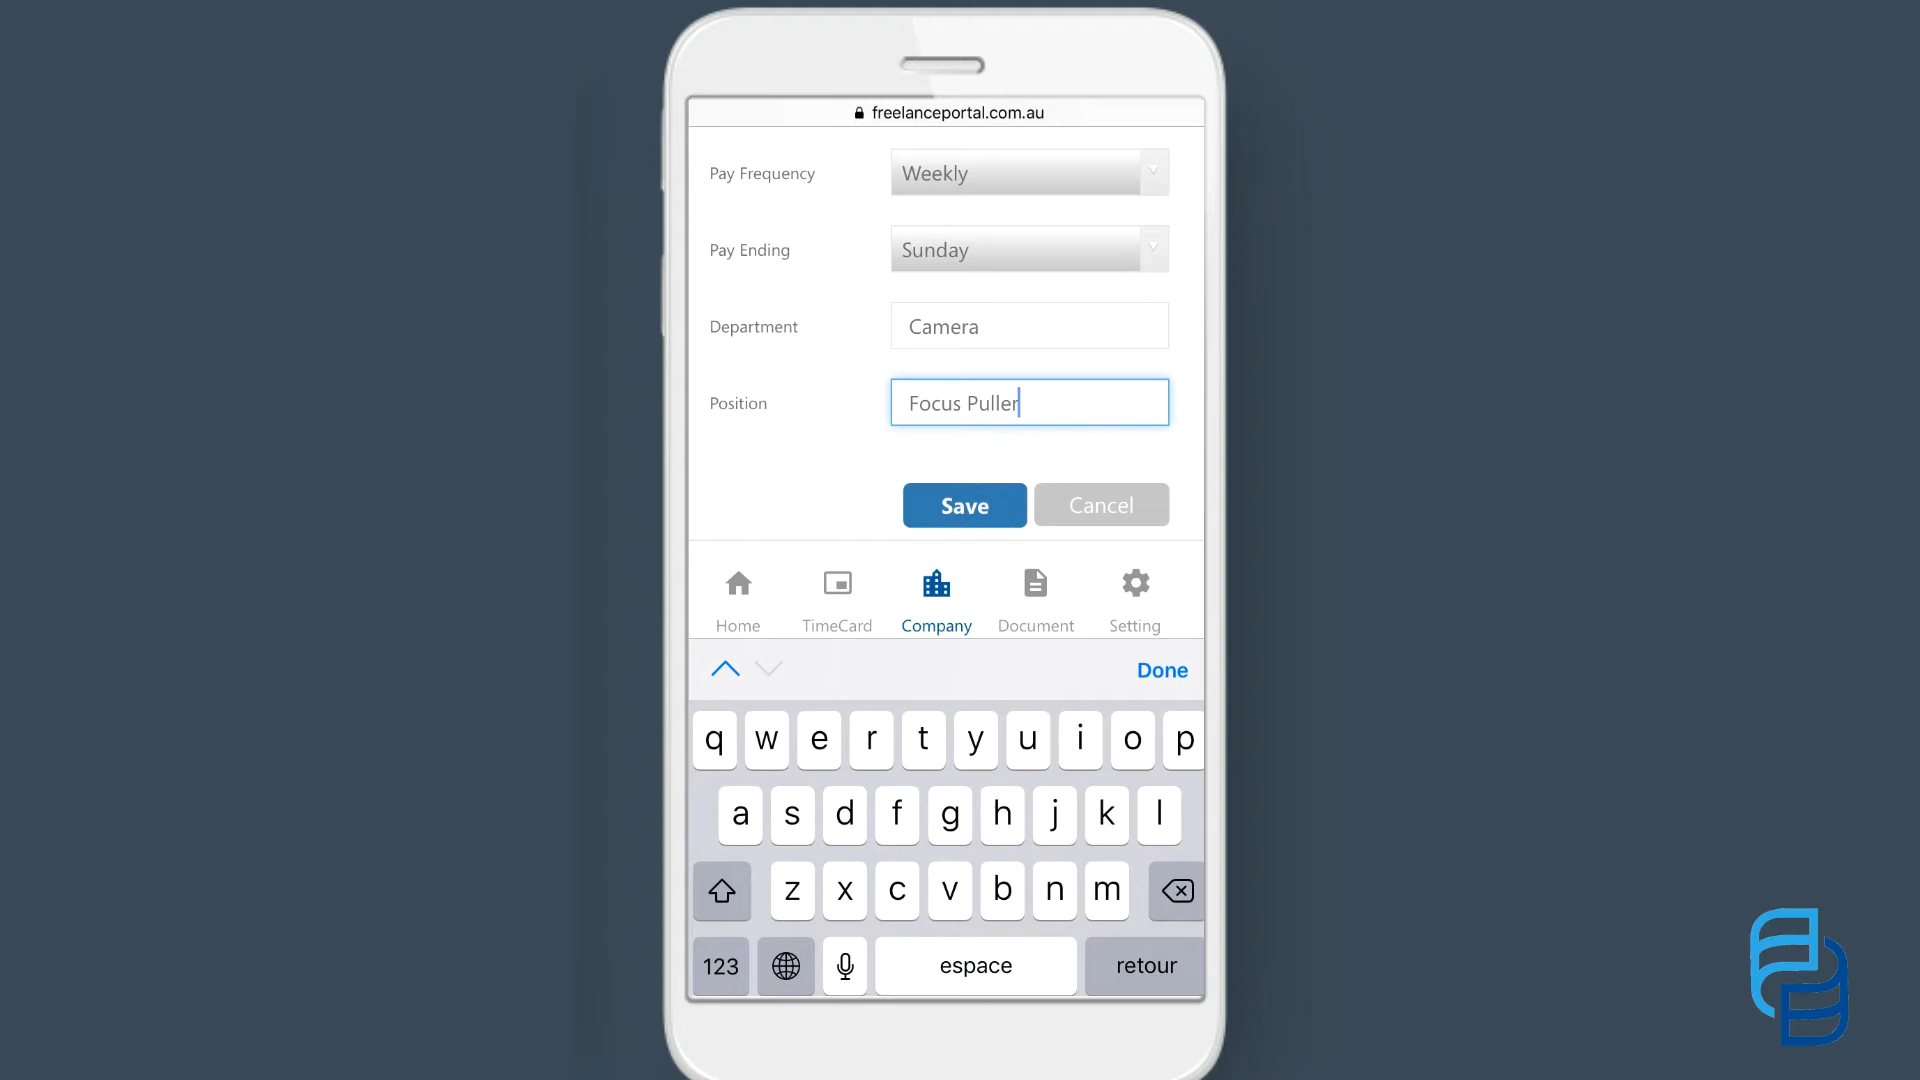 freelanceportal.com.au
Pay Frequency Weekly
Pay Ending Sunday
Department Camera
Position Focus Puller
Save Cancel
Home TimeCard Company Document Setting
Done
q w e r t y u i o p
a s d f g h j k l
z x c v b n m
123 espace retour